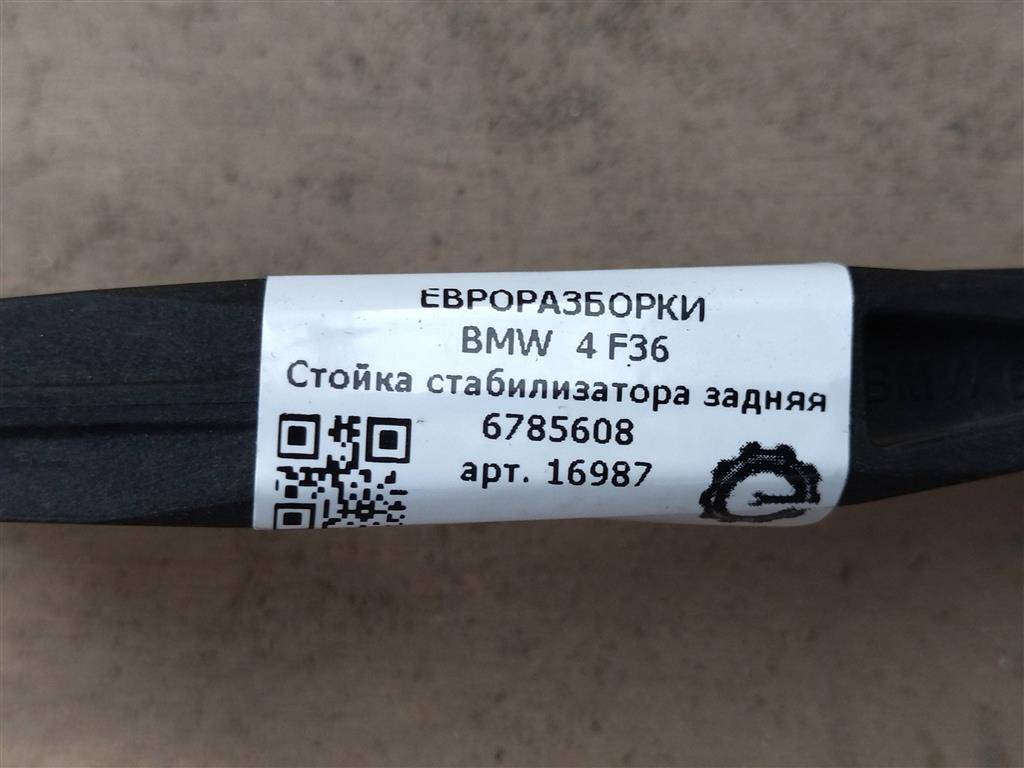 ЕВРОРАЗБОРКИ
BMW 4 F36
Стойка стабилизатора задняя
6785608
арт. 16987